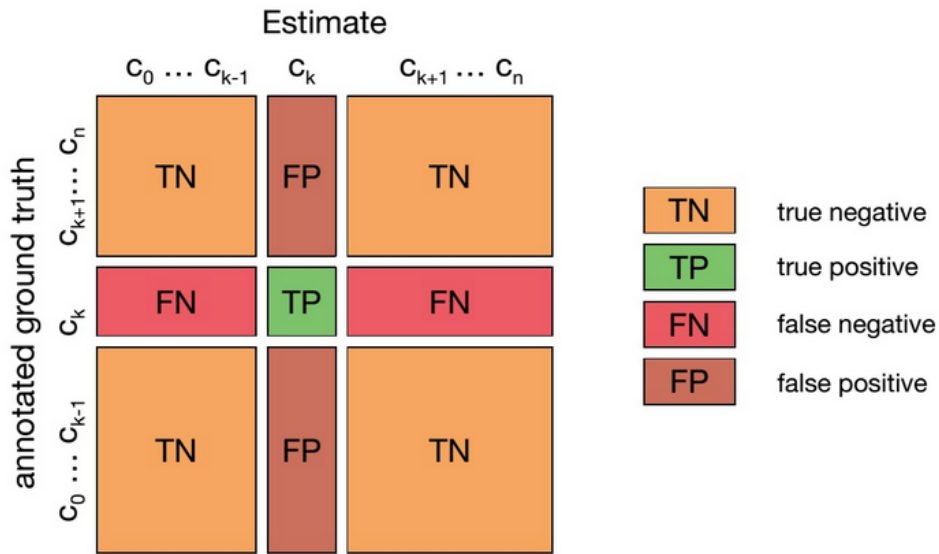 Estimate
c0 ... ck-1
ck
ck+1 ... cn
annotated ground truth
ck+1... cn
ck
c0 ... ck-1
TN
FP
TN
FN
TP
FN
TN
FP
TN
TN true negative
TP true positive
FN false negative
FP false positive